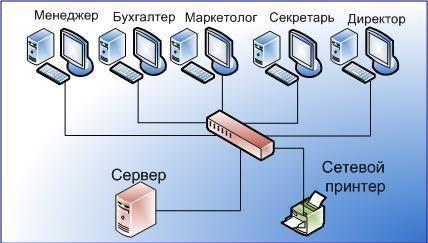 Менеджер Бухгалтер Маркетолог Секретарь Директор
Сервер
Сетевой
принтер